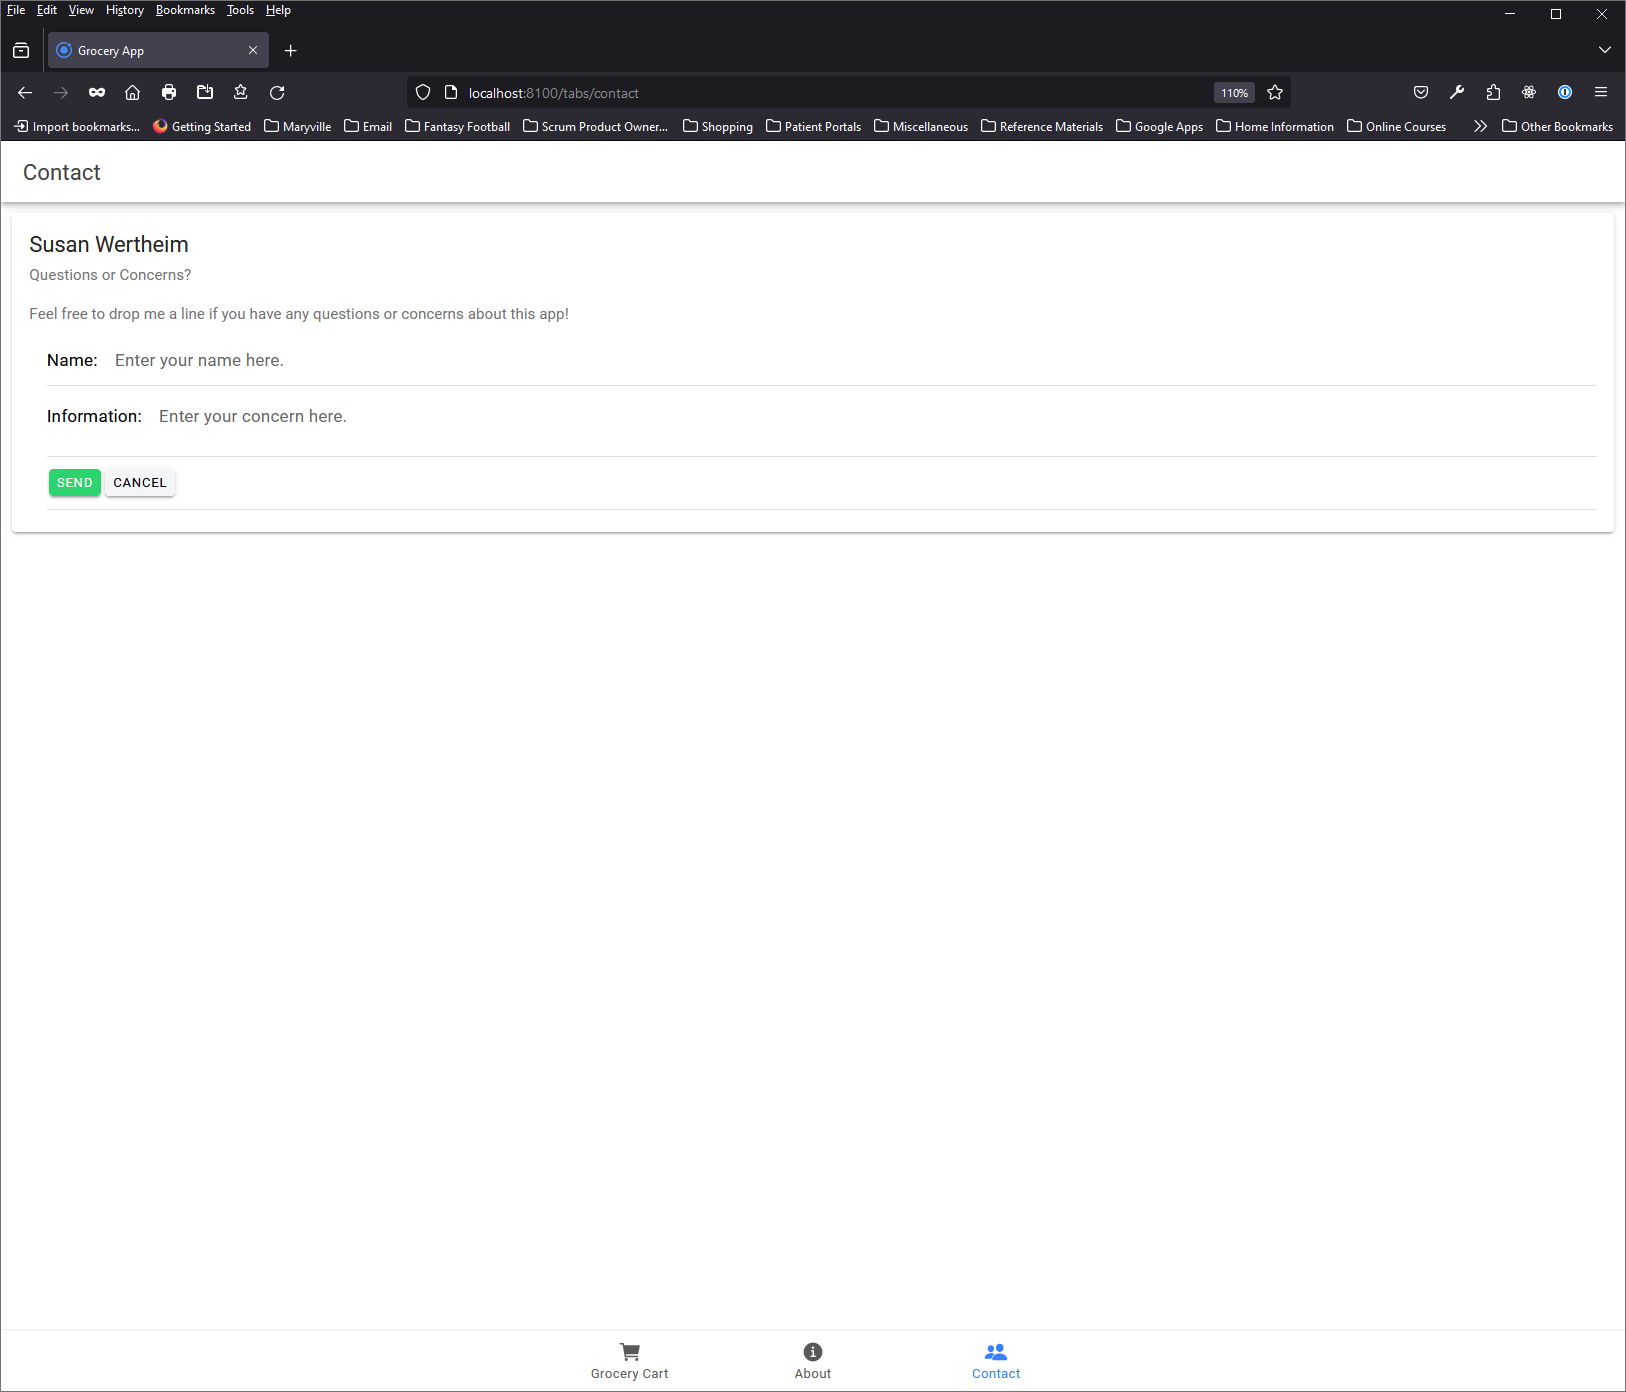 File Edit View History Bookmarks Tools Help
Grocery App
localhost:8100/tabs/contact 110%
Import bookmarks... Getting Started Maryville Email Fantasy Football Scrum Product Owner... Shopping Patient Portals Miscellaneous Reference Materials Google Apps Home Information Online Courses Other Bookmarks
Contact
Susan Wertheim
Questions or Concerns?
Feel free to drop me a line if you have any questions or concerns about this app!
Name: Enter your name here.
Information: Enter your concern here.
SEND CANCEL
Grocery Cart About Contact